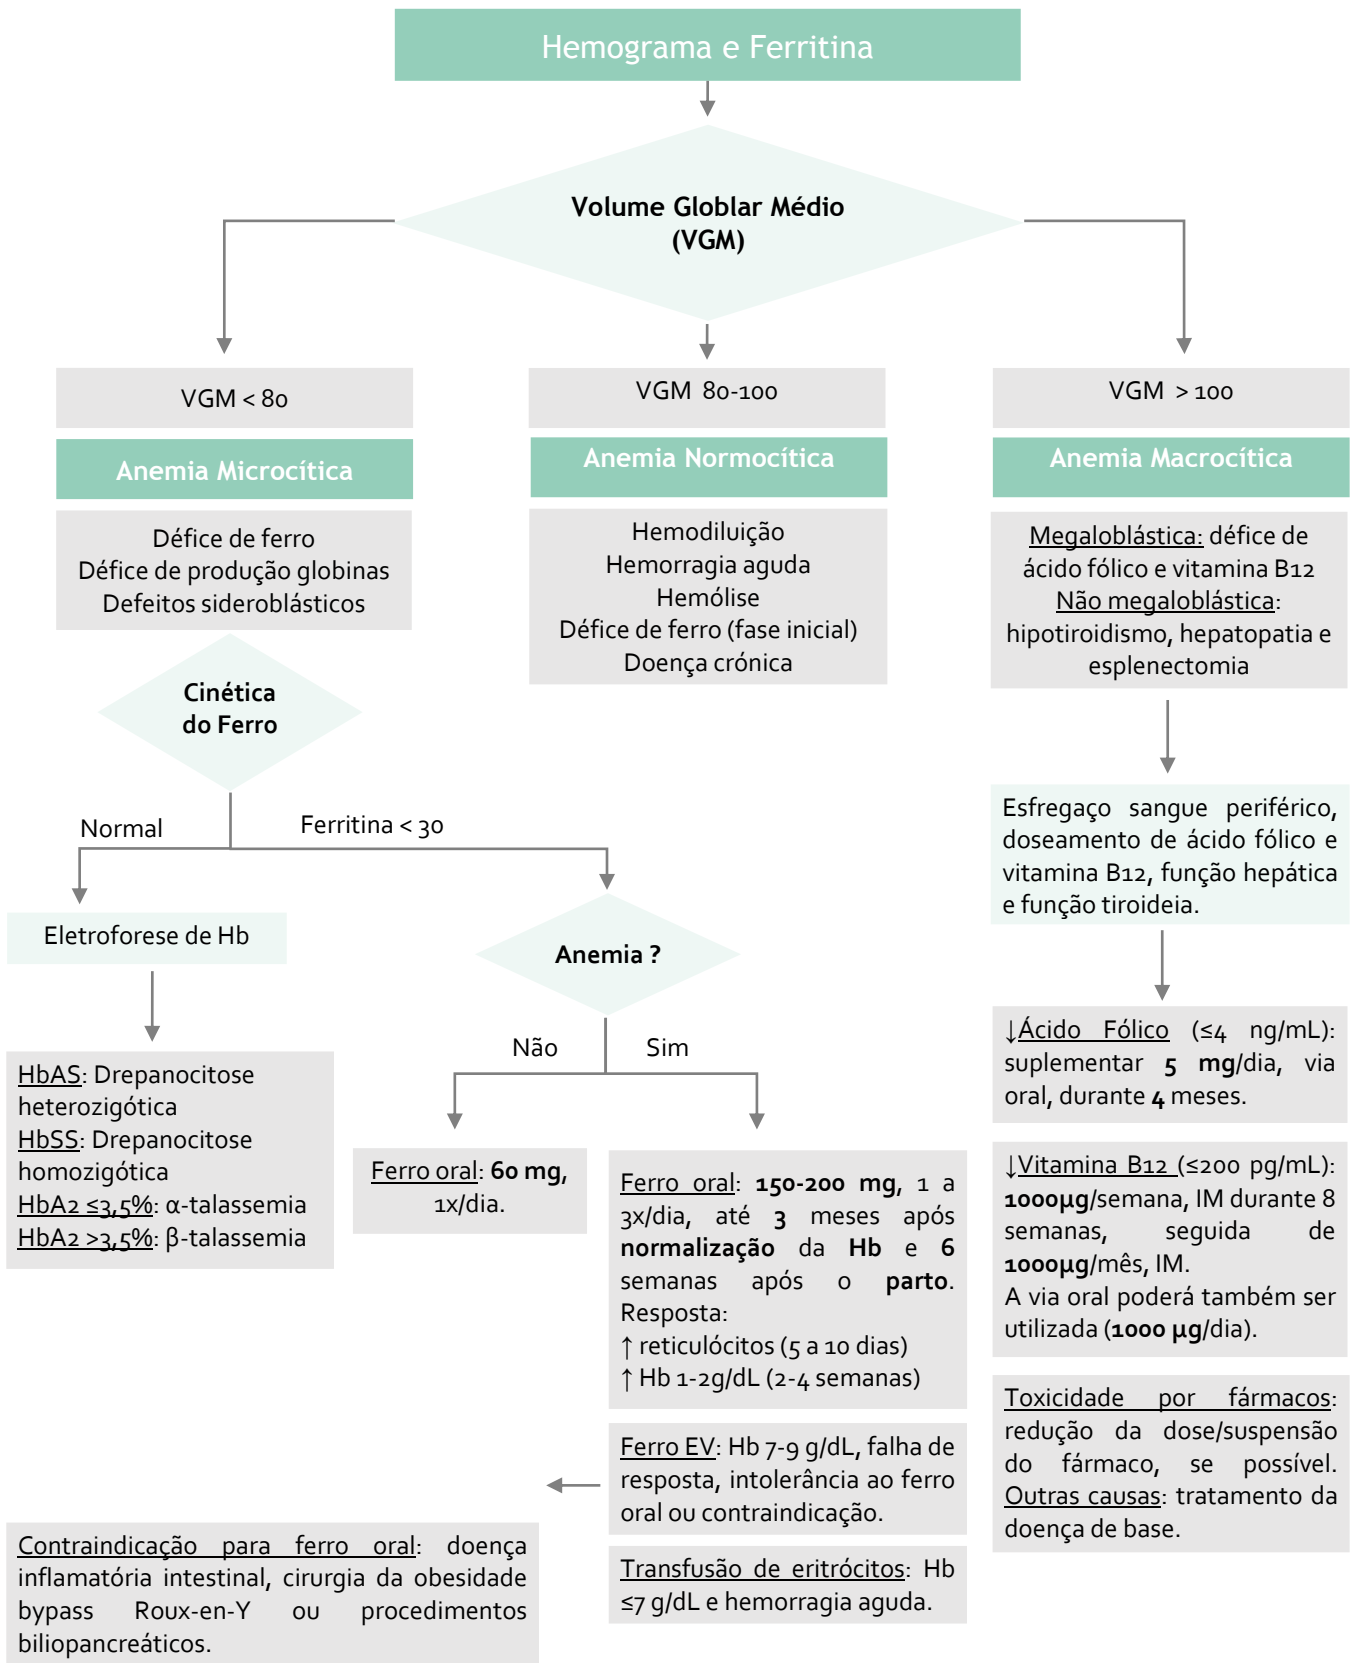 Hemograma e Ferritina
Volume Globlar Médio
(VGM)
VGM < 80
VGM 80-100
VGM > 100
Anemia Microcítica
Anemia Normocítica
Anemia Macrocítica
Défice de ferro
Défice de produção globinas
Defeitos sideroblásticos
Hemodiluição
Hemorragia aguda
Hemólise
Défice de ferro (fase inicial)
Doença crónica
Megaloblástica: défice de
ácido fólico e vitamina B12
Não megaloblástica:
hipotiroidismo, hepatopatia e
esplenectomia
Cinética
do Ferro
Normal
Ferritina < 30
Esfregaço sangue periférico,
doseamento de ácido fólico e
vitamina B12, função hepática
e função tiroideia.
Eletroforese de Hb
Anemia ?
Não
Sim
HbAS: Drepanocitose
heterozigótica
HbSS: Drepanocitose
homozigótica
HbA2 ≤3,5%: α-talassemia
HbA2 >3,5%: β-talassemia
Ferro oral: 60 mg,
1x/dia.
Ferro oral: 150-200 mg, 1 a
3x/dia, até 3 meses após
normalização da Hb e 6
semanas após o parto.
Resposta:
↑ reticulócitos (5 a 10 dias)
↑ Hb 1-2g/dL (2-4 semanas)
↓Ácido Fólico (≤4 ng/mL):
suplementar 5 mg/dia, via
oral, durante 4 meses.
↓Vitamina B12 (≤200 pg/mL):
1000µg/semana, IM durante 8
semanas, seguida de
1000µg/mês, IM.
A via oral poderá também ser
utilizada (1000 µg/dia).
Ferro EV: Hb 7-9 g/dL, falha de
resposta, intolerância ao ferro
oral ou contraindicação.
Toxicidade por fármacos:
redução da dose/suspensão
do fármaco, se possível.
Outras causas: tratamento da
doença de base.
Contraindicação para ferro oral: doença
inflamatória intestinal, cirurgia da obesidade
bypass Roux-en-Y ou procedimentos
biliopancreáticos.
Transfusão de eritrócitos: Hb
≤7 g/dL e hemorragia aguda.